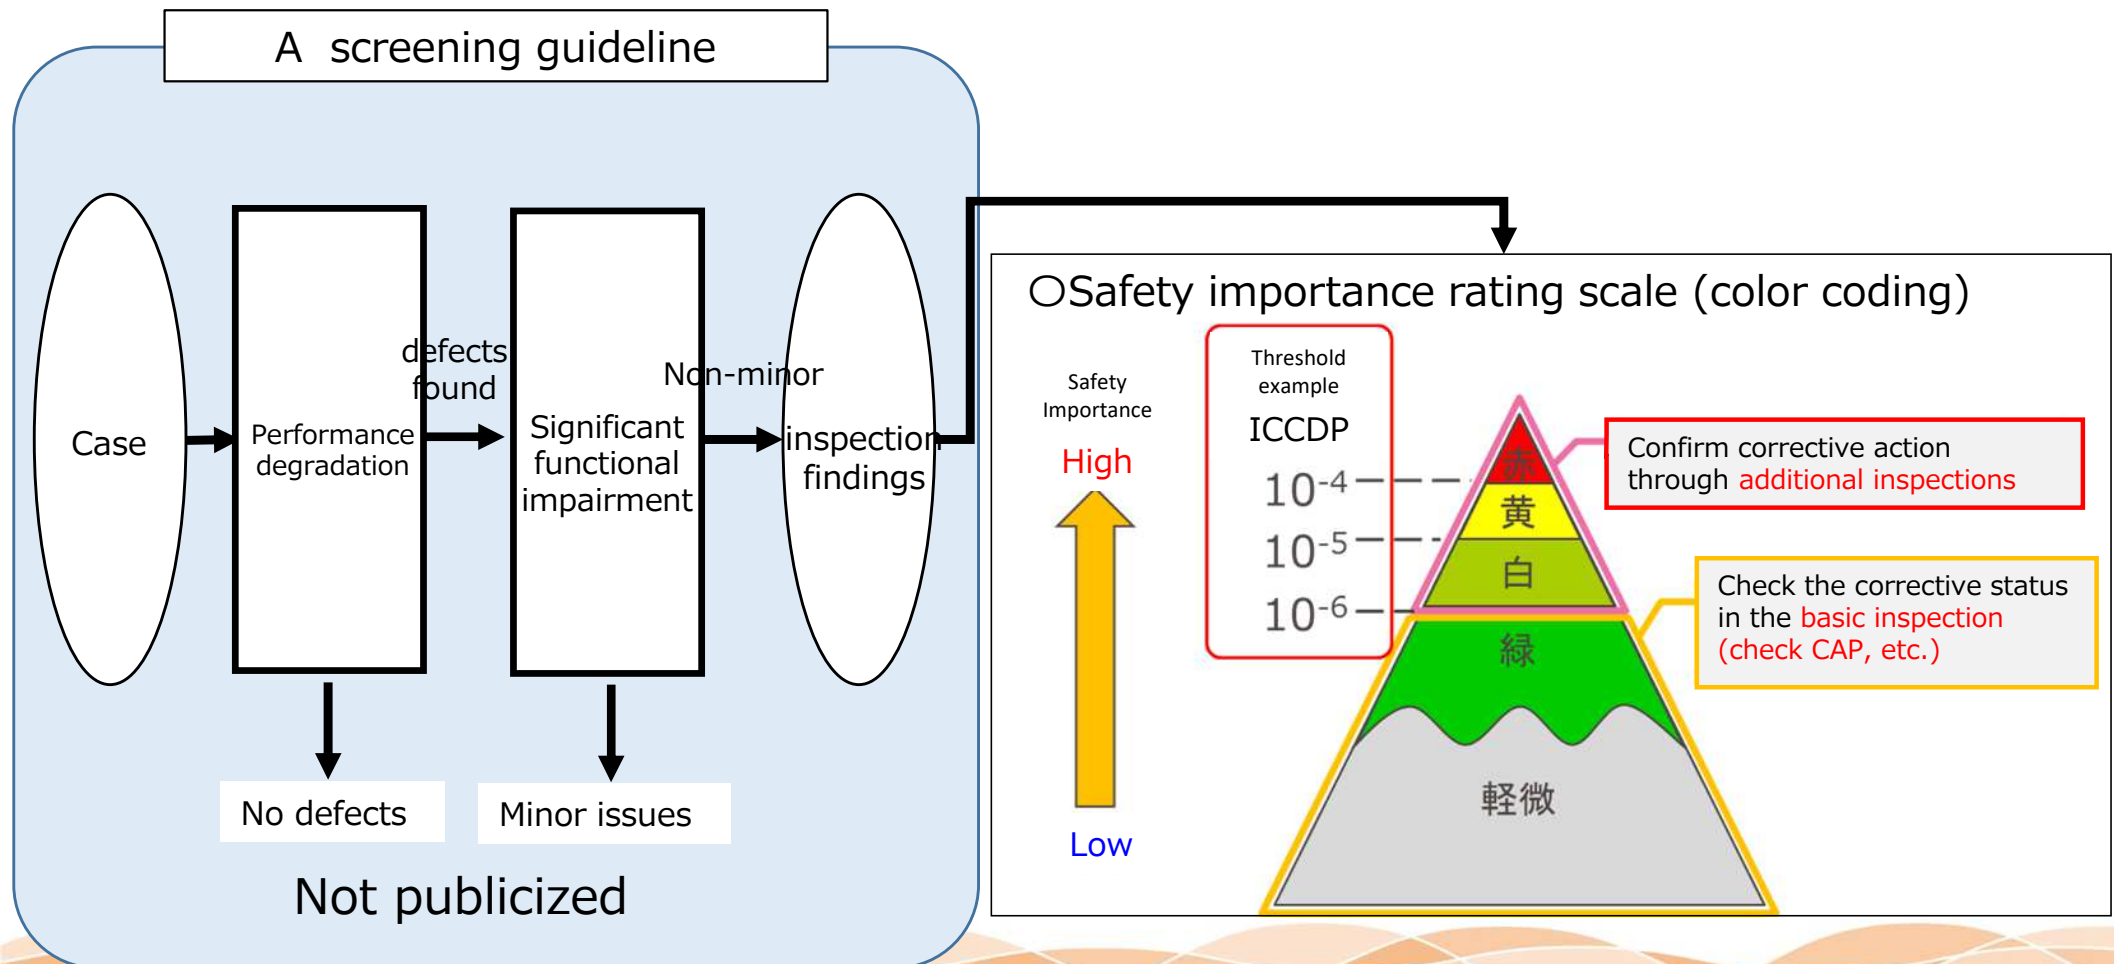 A screening guideline
Case
Performance
degradation
defects
found
Significant
functional
impairment
Non-minor
inspection
findings
No defects
Minor issues
Not publicized
○Safety importance rating scale (color coding)
Safety
Importance
High
Low
Threshold
example
ICCDP
10-4
10-5
10-6
赤
黄
白
緑
軽微
Confirm corrective action
through additional inspections
Check the corrective status
in the basic inspection
(check CAP, etc.)